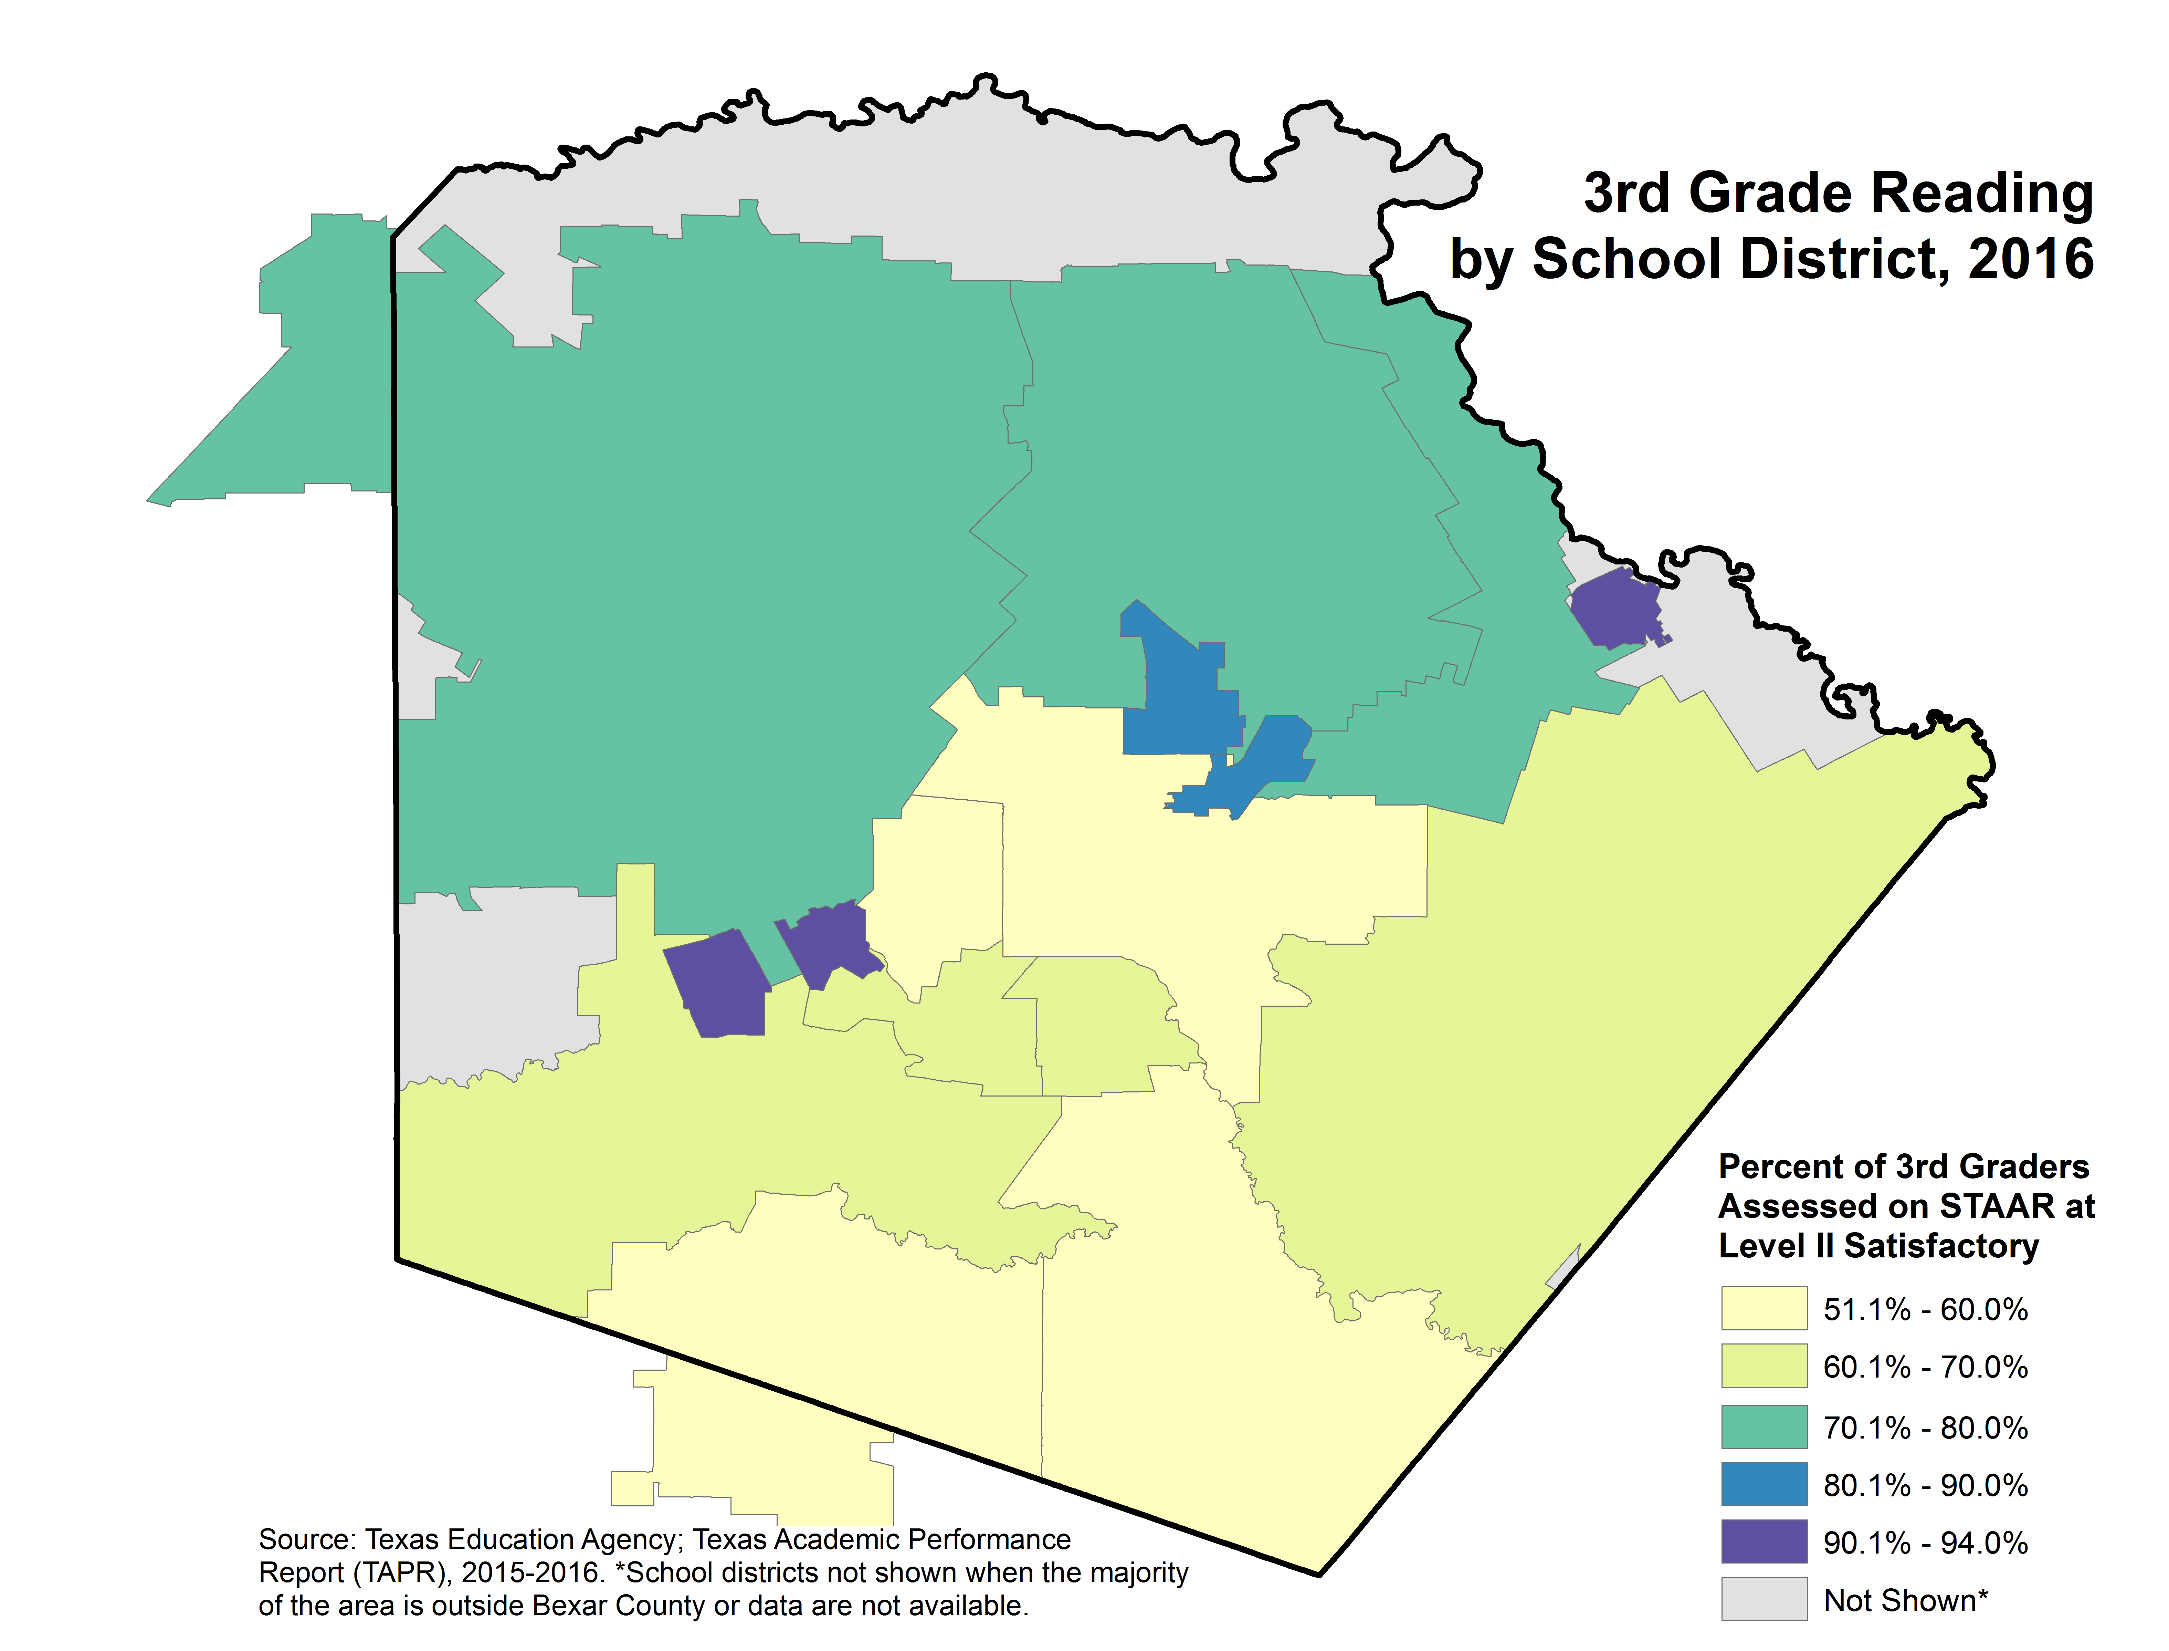 3rd Grade Reading
by School District, 2016
Percent of 3rd Graders
Assessed on STAAR at
Level II Satisfactory
51.1% - 60.0%
60.1% - 70.0%
70.1% - 80.0%
80.1% - 90.0%
90.1% - 94.0%
Not Shown*
Source: Texas Education Agency; Texas Academic Performance
Report (TAPR), 2015-2016. *School districts not shown when the majority
of the area is outside Bexar County or data are not available.